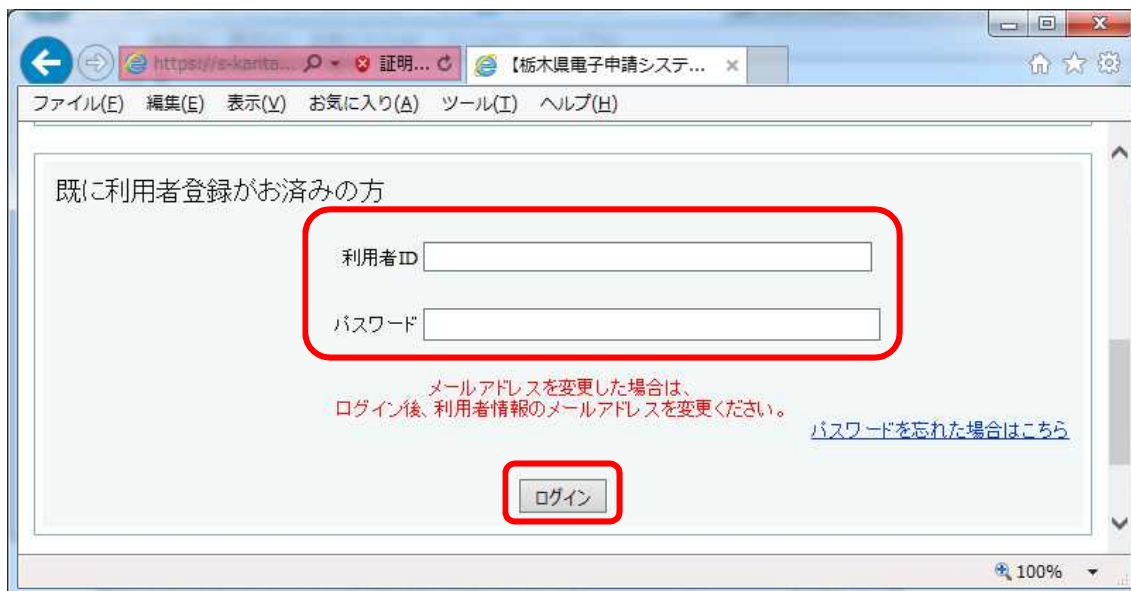 https://s-kanta... 証明... 【栃木県電子申請システ...
ファイル(F) 編集(E) 表示(V) お気に入り(A) ツール(T) ヘルプ(H)
既に利用者登録がお済みの方
利用者ID
パスワード
メールアドレスを変更した場合は、
ログイン後、利用者情報のメールアドレスを変更ください。
パスワードを忘れた場合はこちら
ログイン
100%